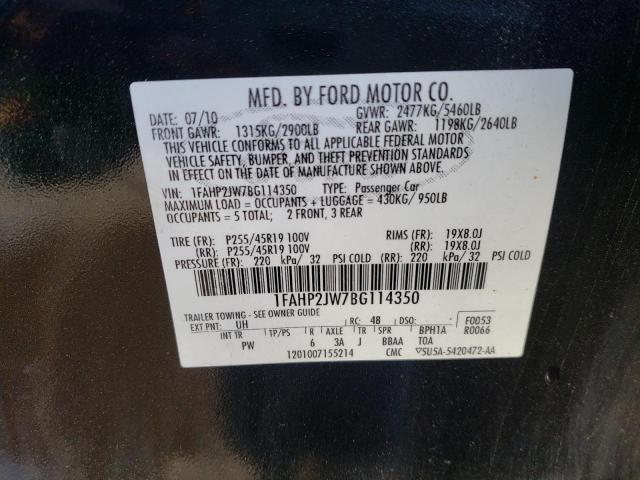 MFD. BY FORD MOTOR CO.
DATE: 07/10 GVWR: 2477KG/5460LB
FRONT GAWR: 1315KG/2900LB REAR GAWR: 1198KG/2640LB
THIS VEHICLE CONFORMS TO ALL APPLICABLE FEDERAL MOTOR
VEHICLE SAFETY, BUMPER, AND THEFT PREVENTION STANDARDS
IN EFFECT ON THE DATE OF MANUFACTURE SHOWN ABOVE.
VIN: 1FAHP2JW7BG114350 TYPE: Passenger Car
MAXIMUM LOAD = OCCUPANTS + LUGGAGE = 430KG/ 950LB
OCCUPANTS = 5 TOTAL; 2 FRONT, 3 REAR
TIRE (FR): P255/45R19 100V RIMS (FR): 19X8.0J
(RR): P255/45R19 100V (RR): 19X8.0J
PRESSURE (FR): 220 kPa/ 32 PSI COLD (RR): 220 kPa/ 32 PSI COLD
1FAHP2JW7BG114350
TRAILER TOWING - SEE OWNER GUIDE
EXT PNT: UH RC: 48 DSO: F0053
INT TR 1P/PS R AXLE TR SPR BPH1A R0066
PW 6 3A J BBAA TOA
1201007155214 CMC 5U5A-5420472-AA